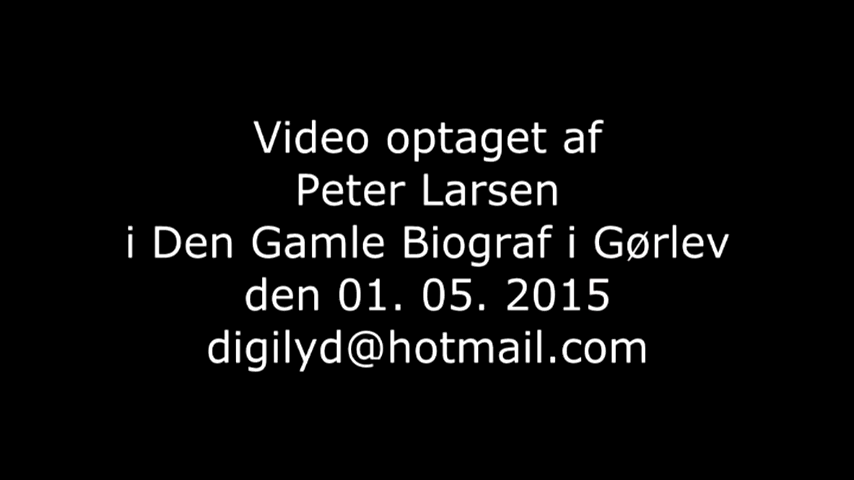 Video optaget af
Peter Larsen
i Den Gamle Biograf i Gørlev
den 01. 05. 2015
digilyd@hotmail.com